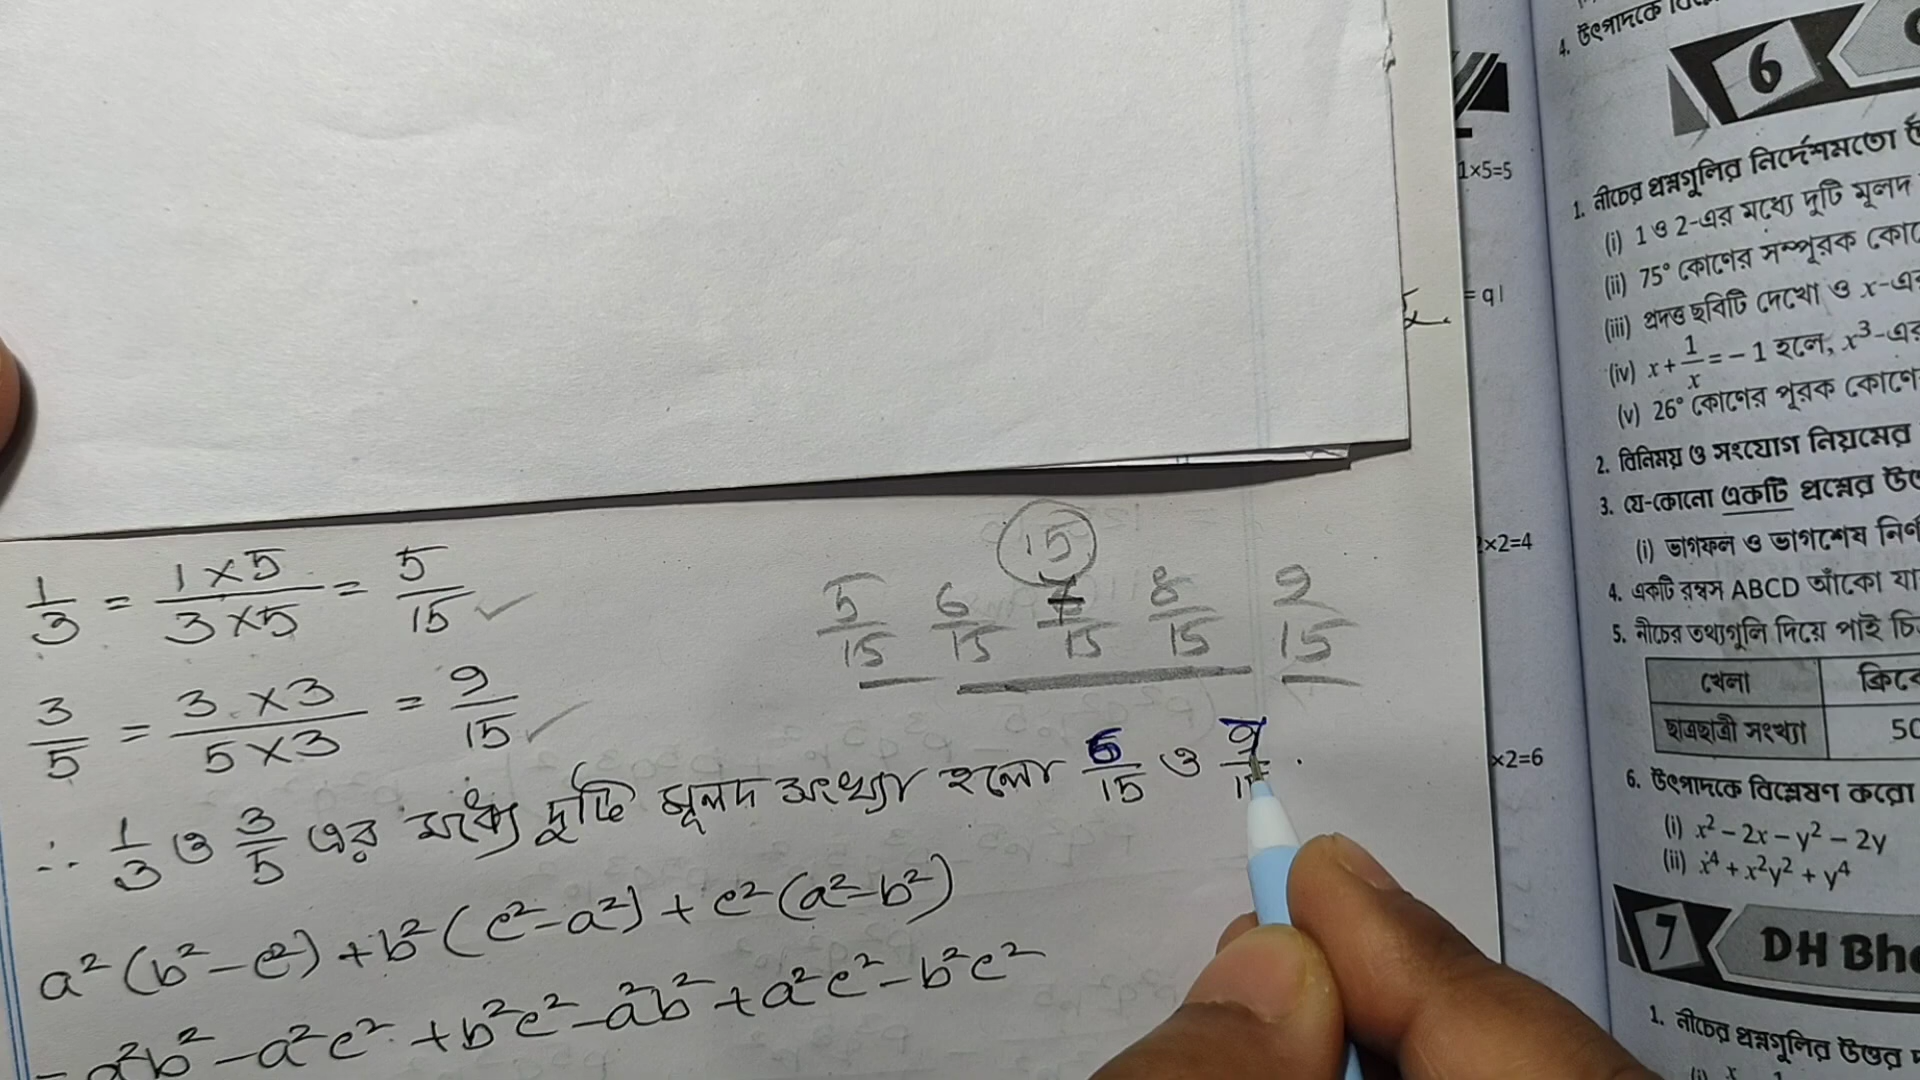 1/3 = 1×5/3×5 = 5/15 ✓
3/5 = 3×3/5×3 = 9/15 ✓
15
5/15 6/15 7/15 8/15 9/15
∴ 1/3 ও 3/5 এর মধ্যে দুটি মূলদ সংখ্যা হলো 6/15 ও
a²(b²-c²)+b²(c²-a²)+c²(a²-b²)
= a²b²-a²c²+b²c²-a²b²+a²c²-b²c²
1×5=5
= q।
×2=4
×2=6
4. উৎপাদকে
6
1. নীচের প্রশ্নগুলির নির্দেশমতো
(i) 1 ও 2-এর মধ্যে দুটি মূলদ
(ii) 75° কোণের সম্পূরক
(iii) প্রদত্ত ছবিটি দেখো ও x-এর
(iv) x+1/x=-1 হলে, x³-এর
(v) 26° কোণের পূরক কোণের
2. বিনিময় ও সংযোগ নিয়মের
3. যে-কোনো একটি প্রশ্নের
(i) ভাগফল ও ভাগশেষ
4. একটি রম্বস ABCD আঁকো
5. নীচের তথ্যগুলি দিয়ে পাই
খেলা
ছাত্রছাত্রী সংখ্যা 50
6. উৎপাদকে বিশ্লেষণ করো
(i) x²-2x-y²-2y
(ii) x⁴+x²y²+y⁴
7 DH
1. নীচের প্রশ্নগুলির উত্তর